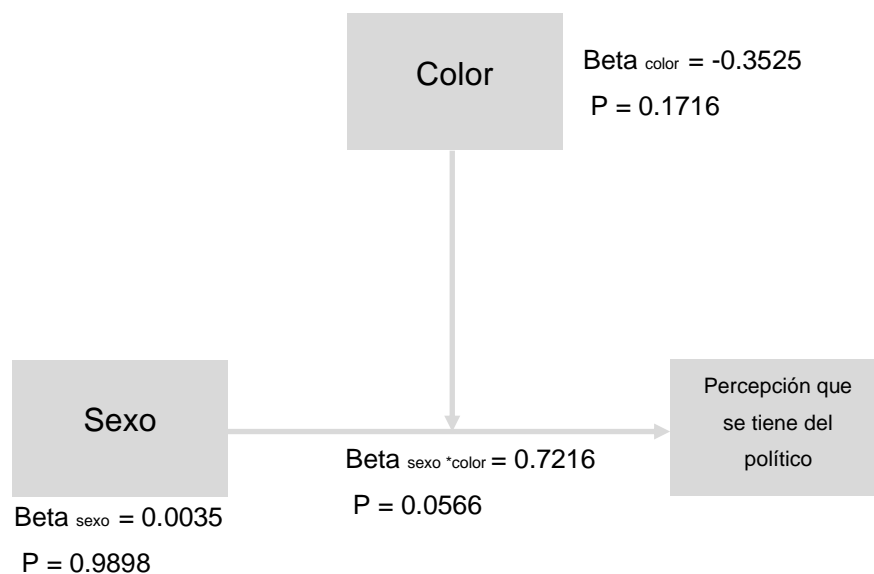 Color
Beta color = -0.3525
P = 0.1716
Sexo
Beta sexo = 0.0035
P = 0.9898
Beta sexo *color = 0.7216
P = 0.0566
Percepción que
se tiene del
político